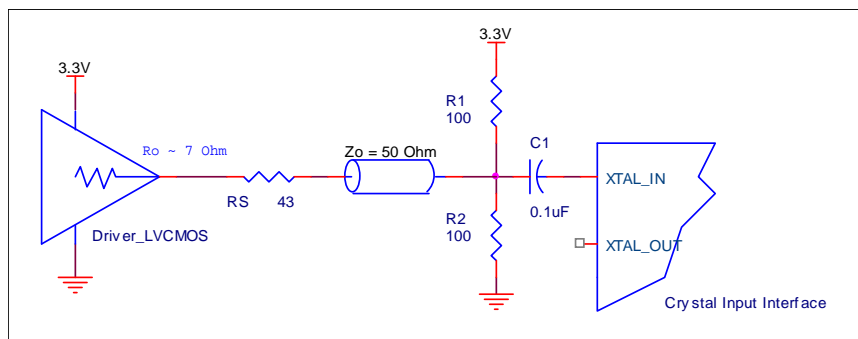 3.3V
3.3V
R1
100
Ro ~ 7 Ohm
Zo = 50 Ohm
C1
XTAL_IN
RS 43
0.1uF
R2
100
Driver_LVCMOS
XTAL_OUT
Crystal Input Interface